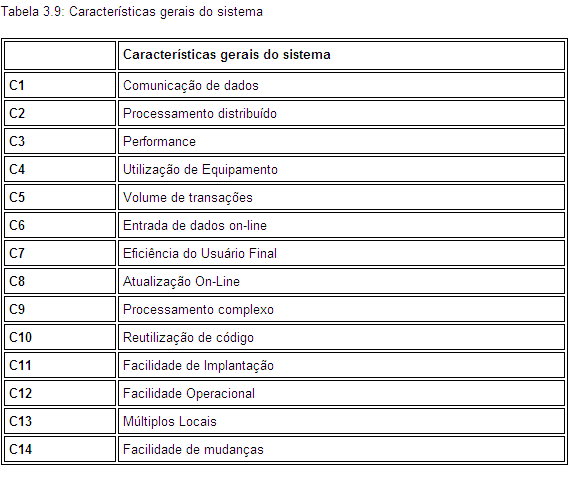 Tabela 3.9: Características gerais do sistema
Características gerais do sistema
C1 Comunicação de dados
C2 Processamento distribuído
C3 Performance
C4 Utilização de Equipamento
C5 Volume de transações
C6 Entrada de dados on-line
C7 Eficiência do Usuário Final
C8 Atualização On-Line
C9 Processamento complexo
C10 Reutilização de código
C11 Facilidade de Implantação
C12 Facilidade Operacional
C13 Múltiplos Locais
C14 Facilidade de mudanças